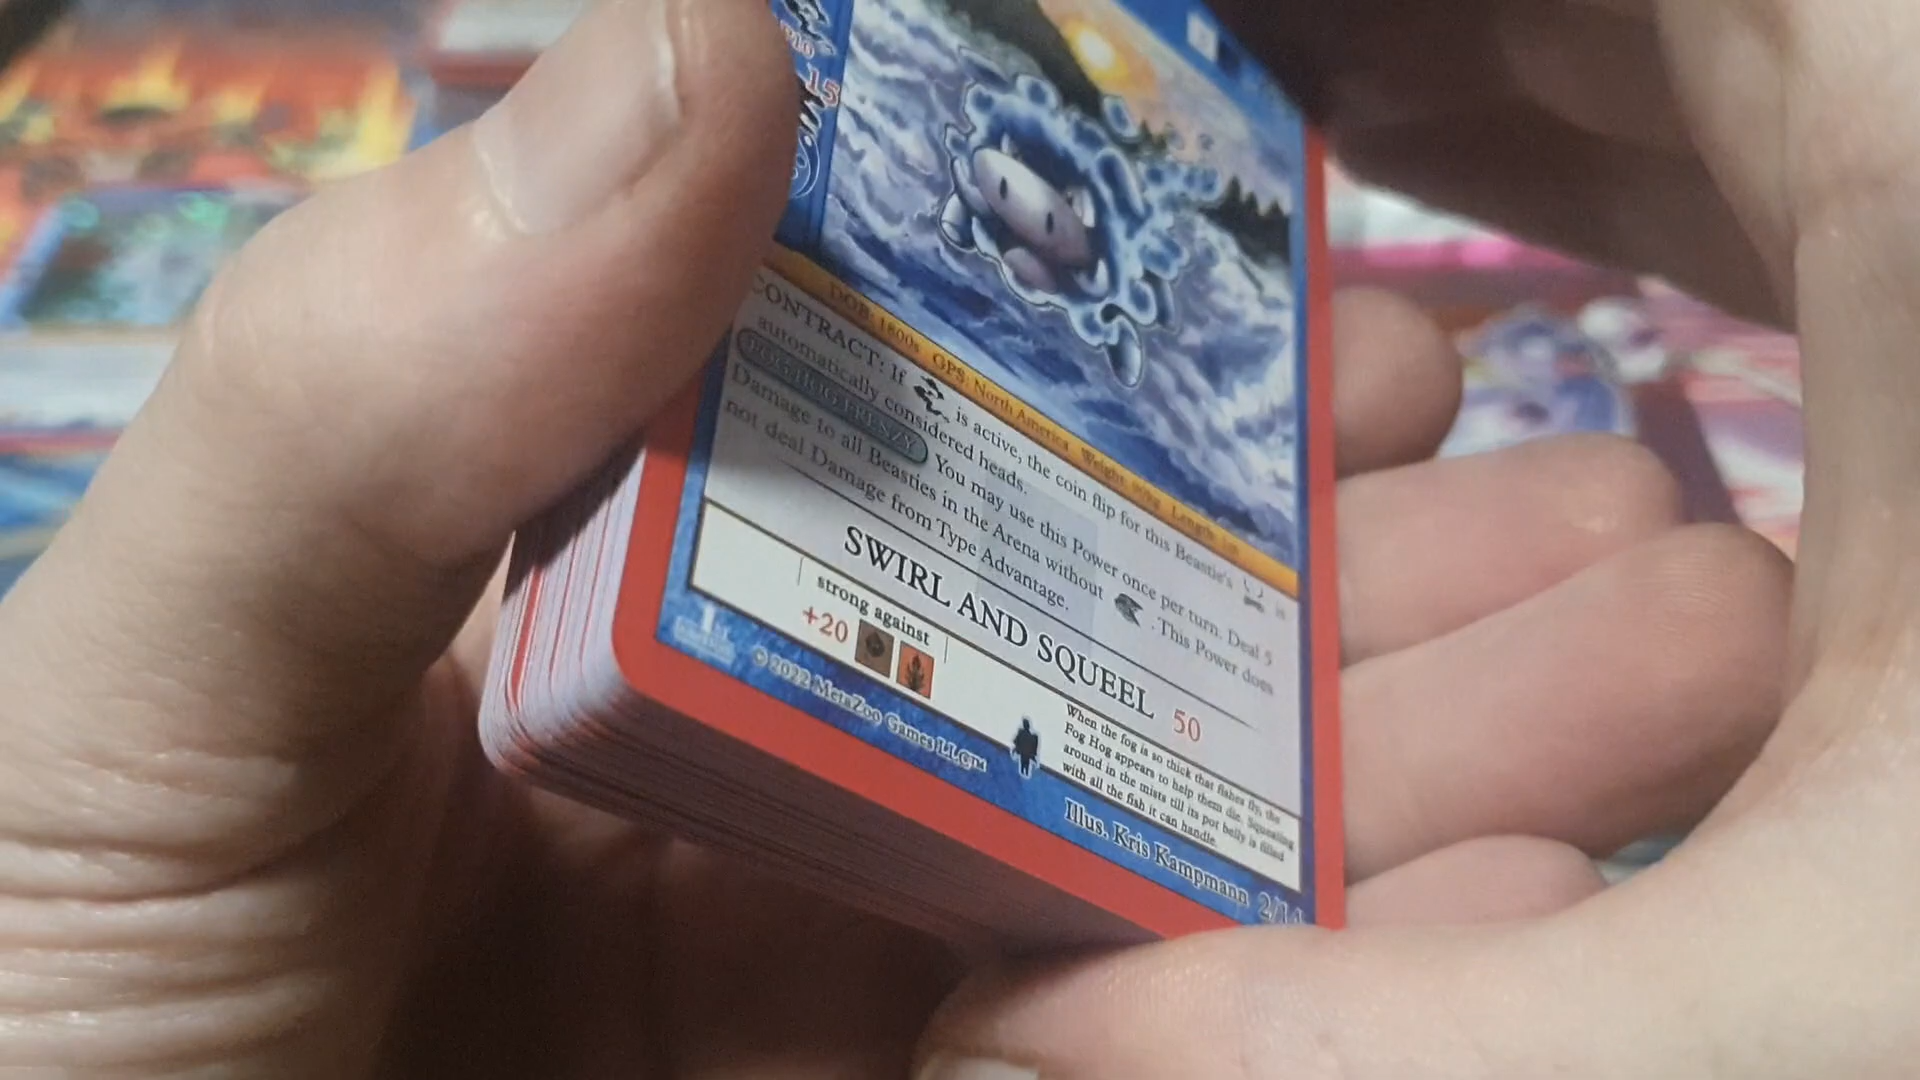 15
DOB: 1800s GPS: North America Weight: Length:
CONTRACT: If is active, the coin flip for this Beastie's is
automatically considered heads.
FOG HOG FRENZY You may use this Power once per turn. Deal 5
Damage to all Beasties in the Arena without . This Power does
not deal Damage from Type Advantage.
SWIRL AND SQUEEL 50
strong against
+20
When the fog is so thick that fishes fly, the
Fog Hog appears to help them die. Squealing
around in the mists till its pot belly is filled
with all the fish it can handle.
1st
© 2022 MetaZoo Games LLC™
Illus. Kris Kampmann 2/14